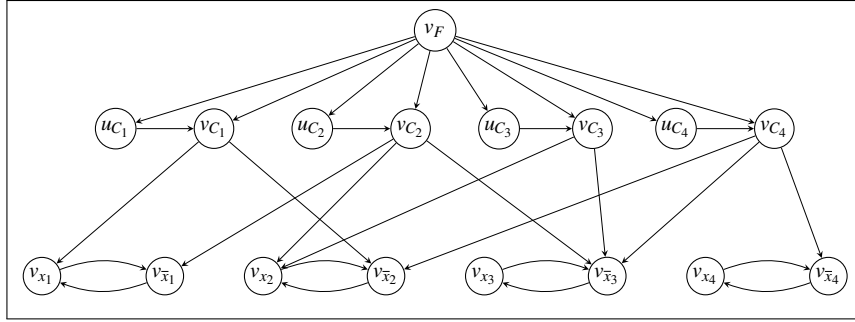 v_F
u_{C_1} v_{C_1} u_{C_2} v_{C_2} u_{C_3} v_{C_3} u_{C_4} v_{C_4}
v_{x_1} v_{x̅_1} v_{x_2} v_{x̅_2} v_{x_3} v_{x̅_3} v_{x_4} v_{x̅_4}